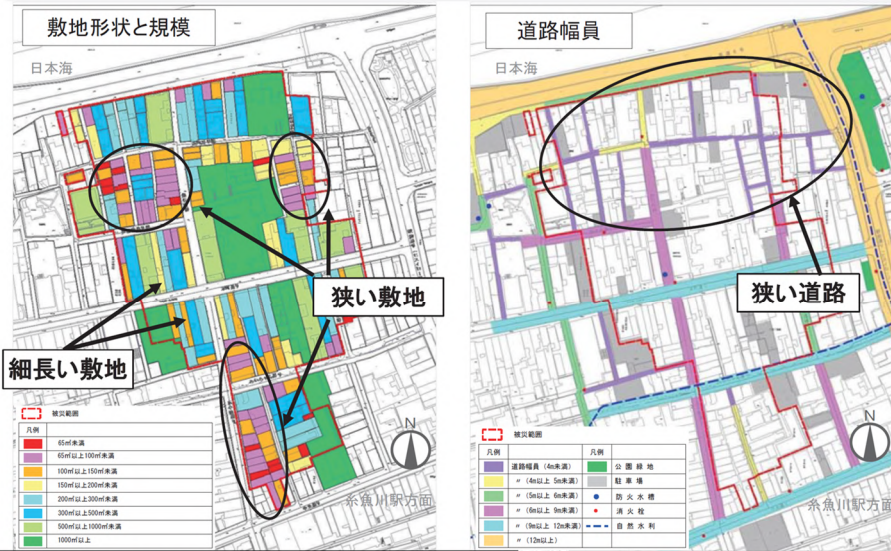 敷地形状と規模
日本海
狭い敷地
細長い敷地
被災範囲
凡例
65㎡未満
65㎡以上100㎡未満
100㎡以上150㎡未満
150㎡以上200㎡未満
200㎡以上300㎡未満
300㎡以上500㎡未満
500㎡以上1000㎡未満
1000㎡以上
N
糸魚川駅方面
道路幅員
日本海
狭い道路
被災範囲
凡例
道路幅員(4m未満)
〃 (4m以上 5m未満)
〃 (5m以上 6m未満)
〃 (6m以上 9m未満)
〃 (9m以上 12m未満)
〃 (12m以上)
凡例
公園緑地
駐車場
防火水槽
消火栓
自然水利
N
糸魚川駅方面